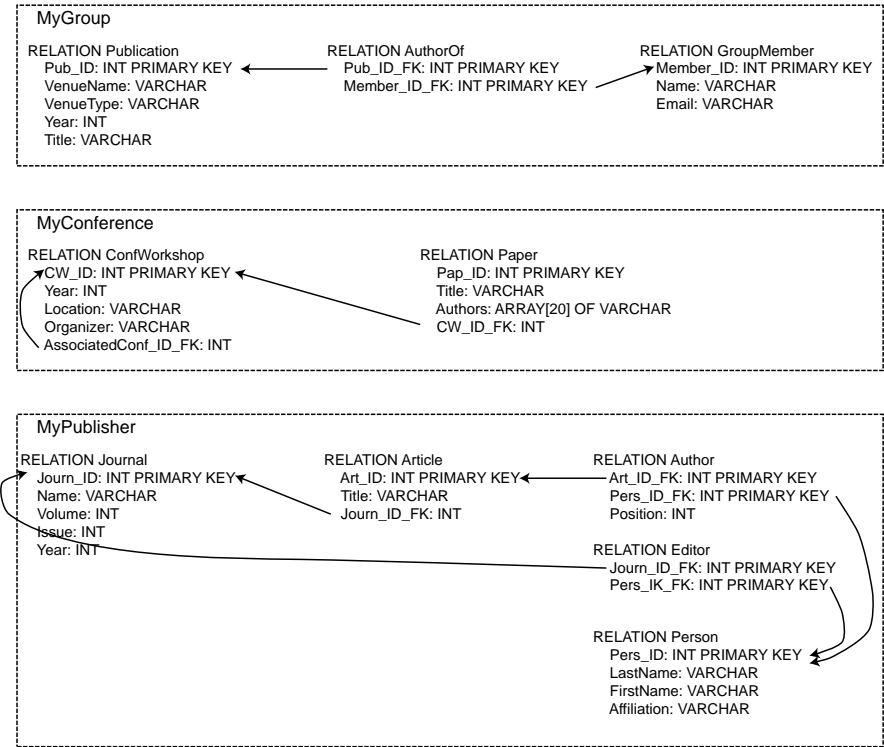 MyGroup
RELATION Publication
Pub_ID: INT PRIMARY KEY
VenueName: VARCHAR
VenueType: VARCHAR
Year: INT
Title: VARCHAR
RELATION AuthorOf
Pub_ID_FK: INT PRIMARY KEY
Member_ID_FK: INT PRIMARY KEY
RELATION GroupMember
Member_ID: INT PRIMARY KEY
Name: VARCHAR
Email: VARCHAR
MyConference
RELATION ConfWorkshop
CW_ID: INT PRIMARY KEY
Year: INT
Location: VARCHAR
Organizer: VARCHAR
AssociatedConf_ID_FK: INT
RELATION Paper
Pap_ID: INT PRIMARY KEY
Title: VARCHAR
Authors: ARRAY[20] OF VARCHAR
CW_ID_FK: INT
MyPublisher
RELATION Journal
Journ_ID: INT PRIMARY KEY
Name: VARCHAR
Volume: INT
Issue: INT
Year: INT
RELATION Article
Art_ID: INT PRIMARY KEY
Title: VARCHAR
Journ_ID_FK: INT
RELATION Author
Art_ID_FK: INT PRIMARY KEY
Pers_ID_FK: INT PRIMARY KEY
Position: INT
RELATION Editor
Journ_ID_FK: INT PRIMARY KEY
Pers_IK_FK: INT PRIMARY KEY
RELATION Person
Pers_ID: INT PRIMARY KEY
LastName: VARCHAR
FirstName: VARCHAR
Affiliation: VARCHAR